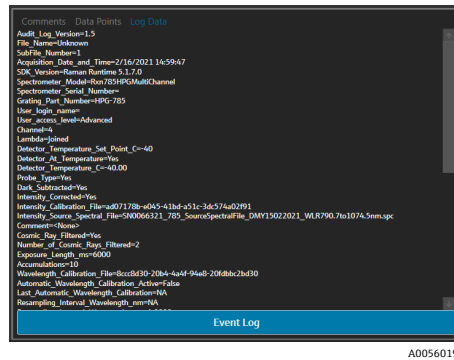 Comments Data Points Log Data
Audit_Log_Version=1.5
File_Name=Unknown
SubFile_Number=1
Acquisition_Date_and_Time=2/16/2021 14:59:47
SDK_Version=Raman Runtime 5.1.7.0
Spectrometer_Model=Rxn785HPGMultiChannel
Spectrometer_Serial_Number=
Grating_Part_Number=HPG-785
User_login_name=
User_access_level=Advanced
Channel=4
Lambda=Joined
Detector_Temperature_Set_Point_C=-40
Detector_At_Temperature=Yes
Detector_Temperature_C=-40.00
Probe_Type=Yes
Dark_Subtracted=Yes
Intensity_Corrected=Yes
Intensity_Calibration_File=ad07178b-e045-41bd-a51c-3dc574a02f91
Intensity_Source_Spectral_File=SN0066321_785_SourceSpectralFile_DMY15022021_WLR790.7to1074.5nm.spc
Comment=<None>
Cosmic_Ray_Filtered=Yes
Number_of_Cosmic_Rays_Filtered=2
Exposure_Length_ms=6000
Accumulations=10
Wavelength_Calibration_File=8ccc8d30-20b4-4a4f-94e8-20fdbbc2bd30
Automatic_Wavelength_Calibration_Active=False
Last_Automatic_Wavelength_Calibration=NA
Resampling_Interval_Wavelength_nm=NA
Event Log
A0056019